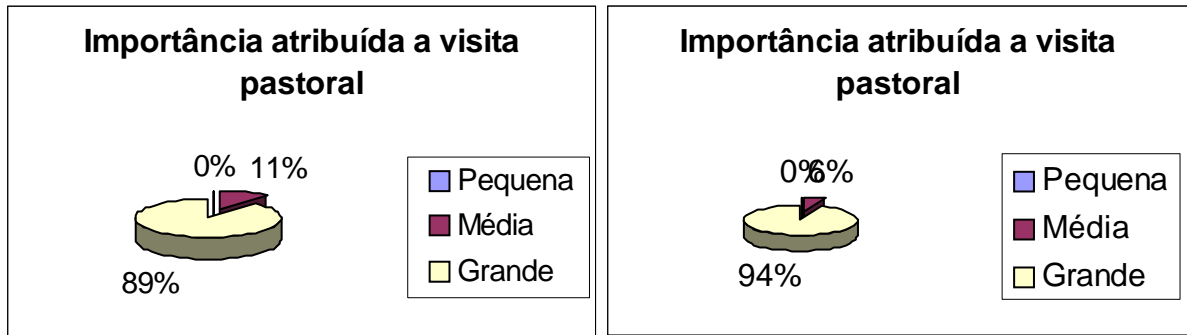 Importância atribuída a visita
pastoral
0%
11%
89%
Pequena
Média
Grande
Importância atribuída a visita
pastoral
0%
6%
94%
Pequena
Média
Grande